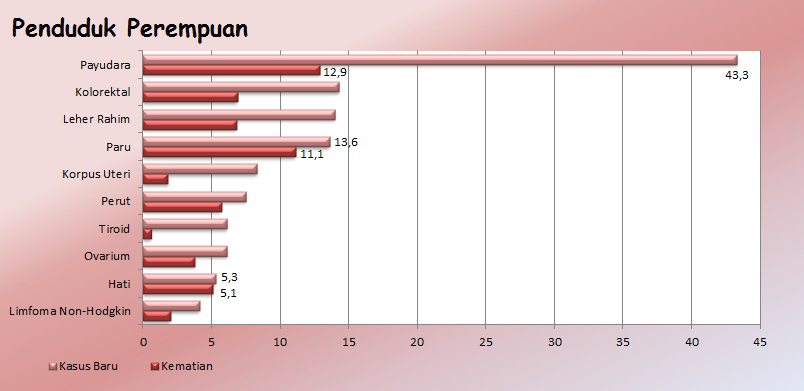 Penduduk Perempuan
Payudara
43,3
12,9
Kolorektal
Leher Rahim
Paru
13,6
11,1
Korpus Uteri
Perut
Tiroid
Ovarium
Hati
5,3
5,1
Limfoma Non-Hodgkin
0 5 10 15 20 25 30 35 40 45
Kasus Baru Kematian